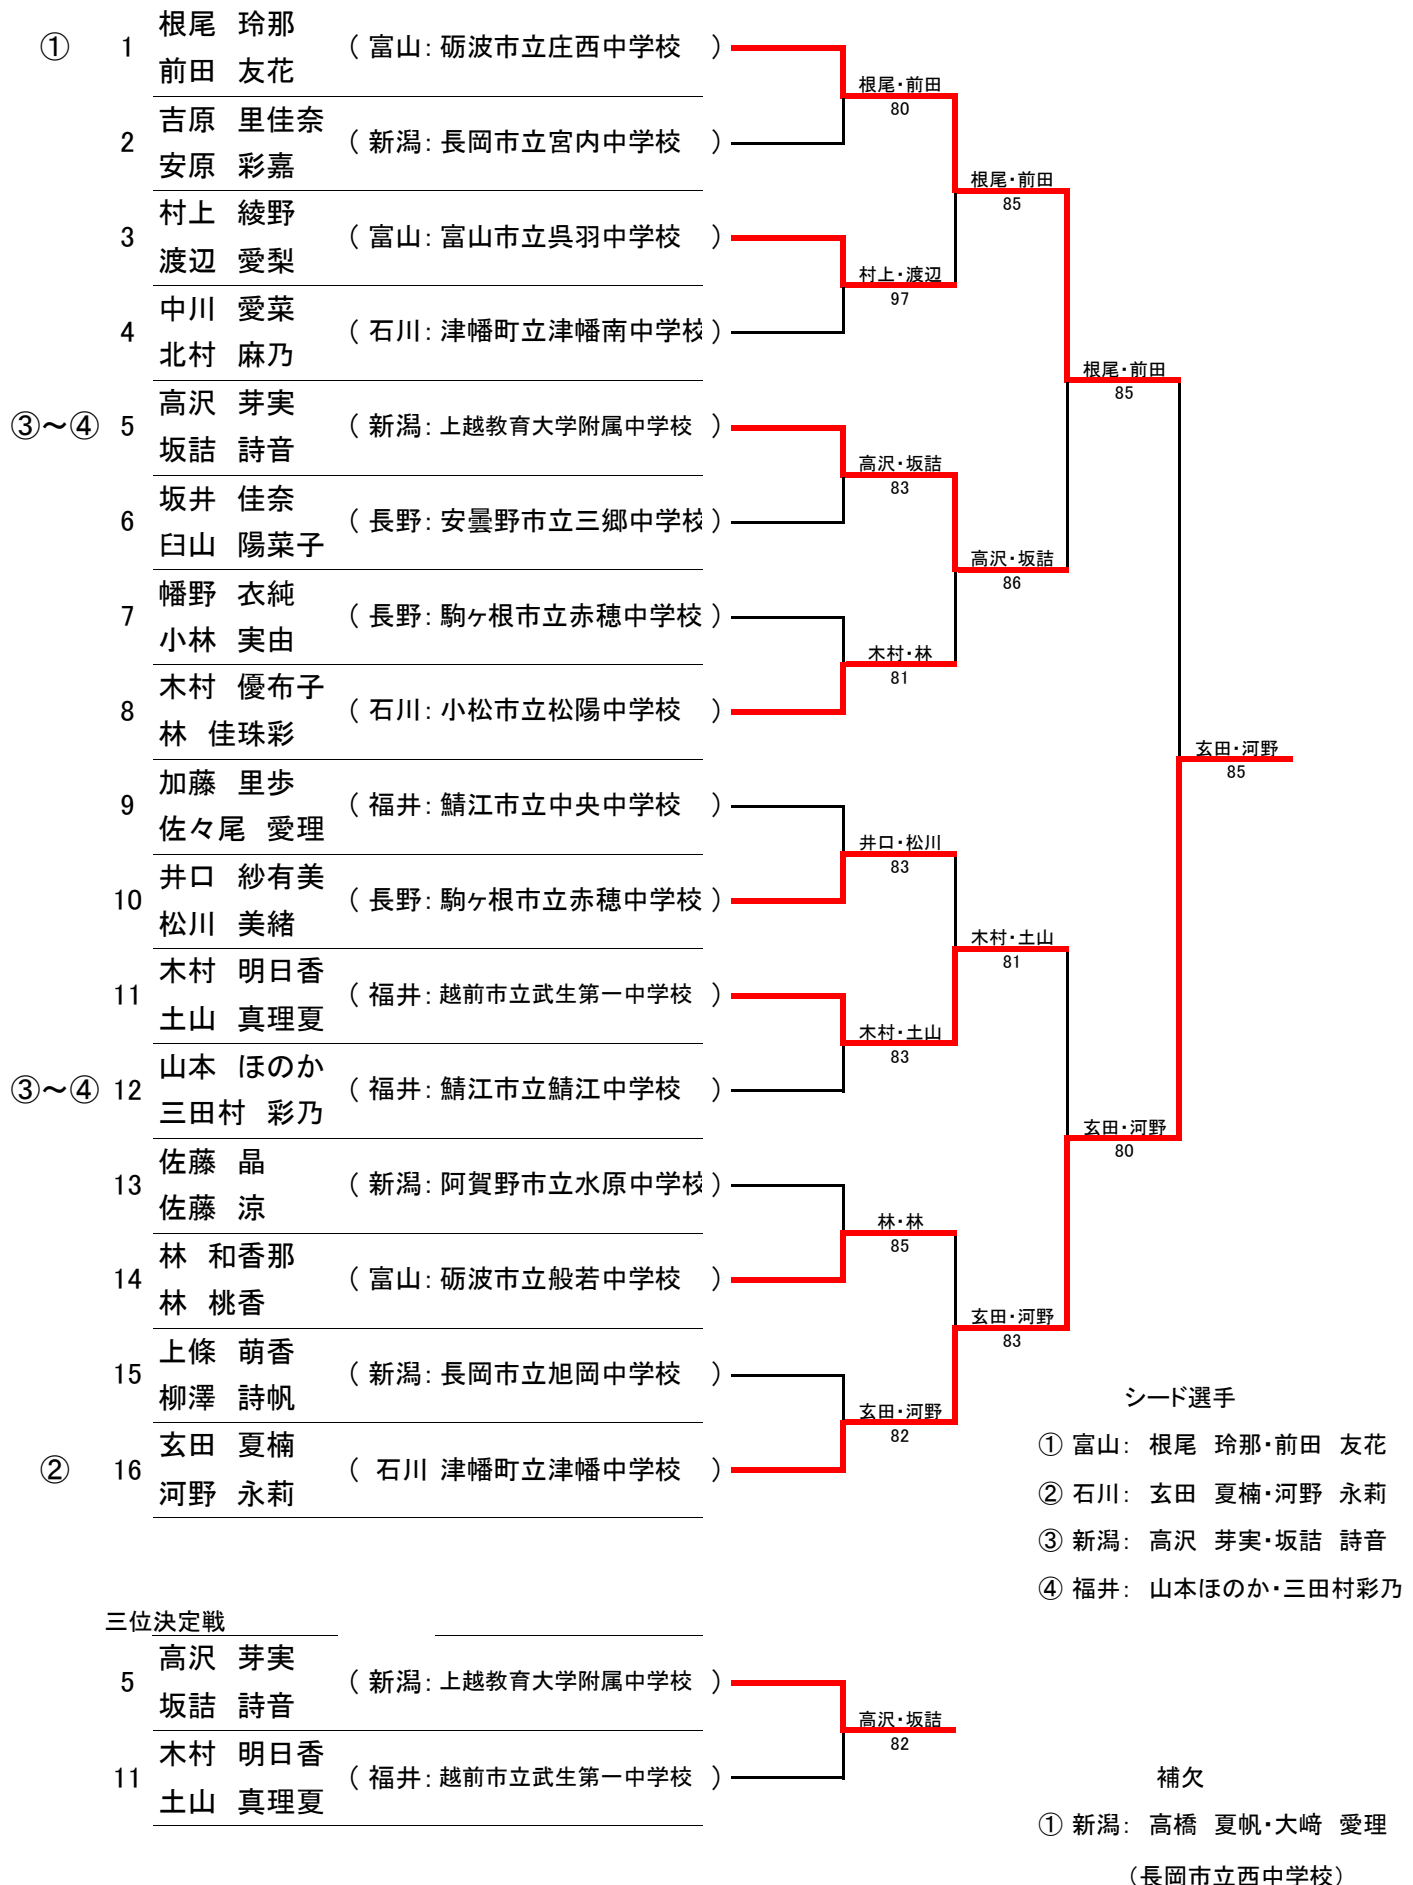 ① 1 根尾 玲那
前田 友花
（ 富山： 砺波市立庄西中学校 ）
2 吉原 里佳奈
安原 彩嘉
（ 新潟： 長岡市立宮内中学校 ）
3 村上 綾野
渡辺 愛梨
（ 富山： 富山市立呉羽中学校 ）
4 中川 愛菜
北村 麻乃
（ 石川： 津幡町立津幡南中学校 ）
③～④ 5 高沢 芽実
坂詰 詩音
（ 新潟： 上越教育大学附属中学校 ）
6 坂井 佳奈
臼山 陽菜子
（ 長野： 安曇野市立三郷中学校 ）
7 幡野 衣純
小林 実由
（ 長野： 駒ヶ根市立赤穂中学校 ）
8 木村 優布子
林 佳珠彩
（ 石川： 小松市立松陽中学校 ）
9 加藤 里歩
佐々尾 愛理
（ 福井： 鯖江市立中央中学校 ）
10 井口 紗有美
松川 美緒
（ 長野： 駒ヶ根市立赤穂中学校 ）
11 木村 明日香
土山 真理夏
（ 福井： 越前市立武生第一中学校 ）
③～④ 12 山本 ほのか
三田村 彩乃
（ 福井： 鯖江市立鯖江中学校 ）
13 佐藤 晶
佐藤 涼
（ 新潟： 阿賀野市立水原中学校 ）
14 林 和香那
林 桃香
（ 富山： 砺波市立般若中学校 ）
15 上條 萌香
柳澤 詩帆
（ 新潟： 長岡市立旭岡中学校 ）
② 16 玄田 夏楠
河野 永莉
（ 石川 津幡町立津幡中学校 ）
根尾・前田
80
村上・渡辺
97
高沢・坂詰
83
木村・林
81
井口・松川
83
木村・土山
83
林・林
85
玄田・河野
82
根尾・前田
85
高沢・坂詰
86
木村・土山
81
玄田・河野
83
根尾・前田
85
玄田・河野
80
玄田・河野
85
シード選手
① 富山： 根尾 玲那・前田 友花
② 石川： 玄田 夏楠・河野 永莉
③ 新潟： 高沢 芽実・坂詰 詩音
④ 福井： 山本ほのか・三田村彩乃
三位決定戦
5 高沢 芽実
坂詰 詩音
（ 新潟： 上越教育大学附属中学校 ）
11 木村 明日香
土山 真理夏
（ 福井： 越前市立武生第一中学校 ）
高沢・坂詰
82
補欠
① 新潟： 高橋 夏帆・大﨑 愛理
（長岡市立西中学校）